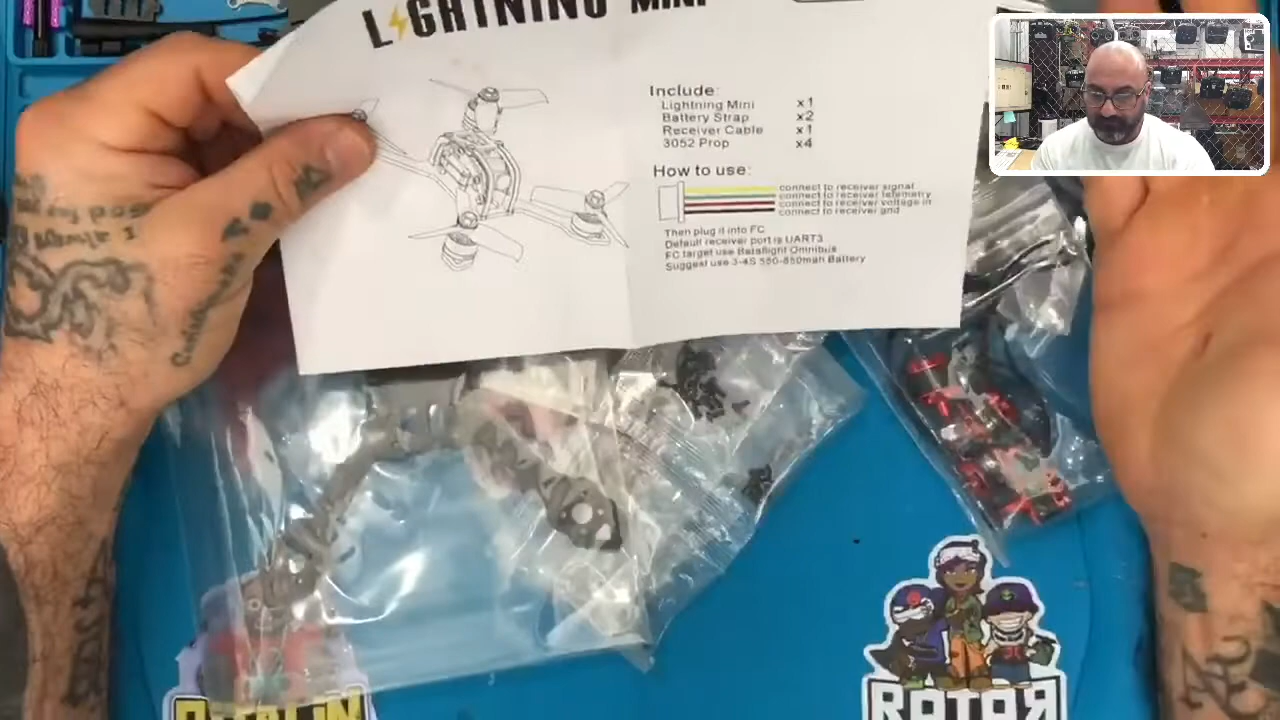 LIGHTNING MINI
Include:
Lightning Mini x1
Battery Strap x2
Receiver Cable x1
3052 Prop x4
How to use:
connect to receiver signal
connect to receiver telemetry
connect to receiver voltage in
connect to receiver gnd
Then plug it into FC
Default receiver port is UART3
FC target use Betaflight Omnibus
Suggest use 3-4S 550-850mah Battery
ROTOR